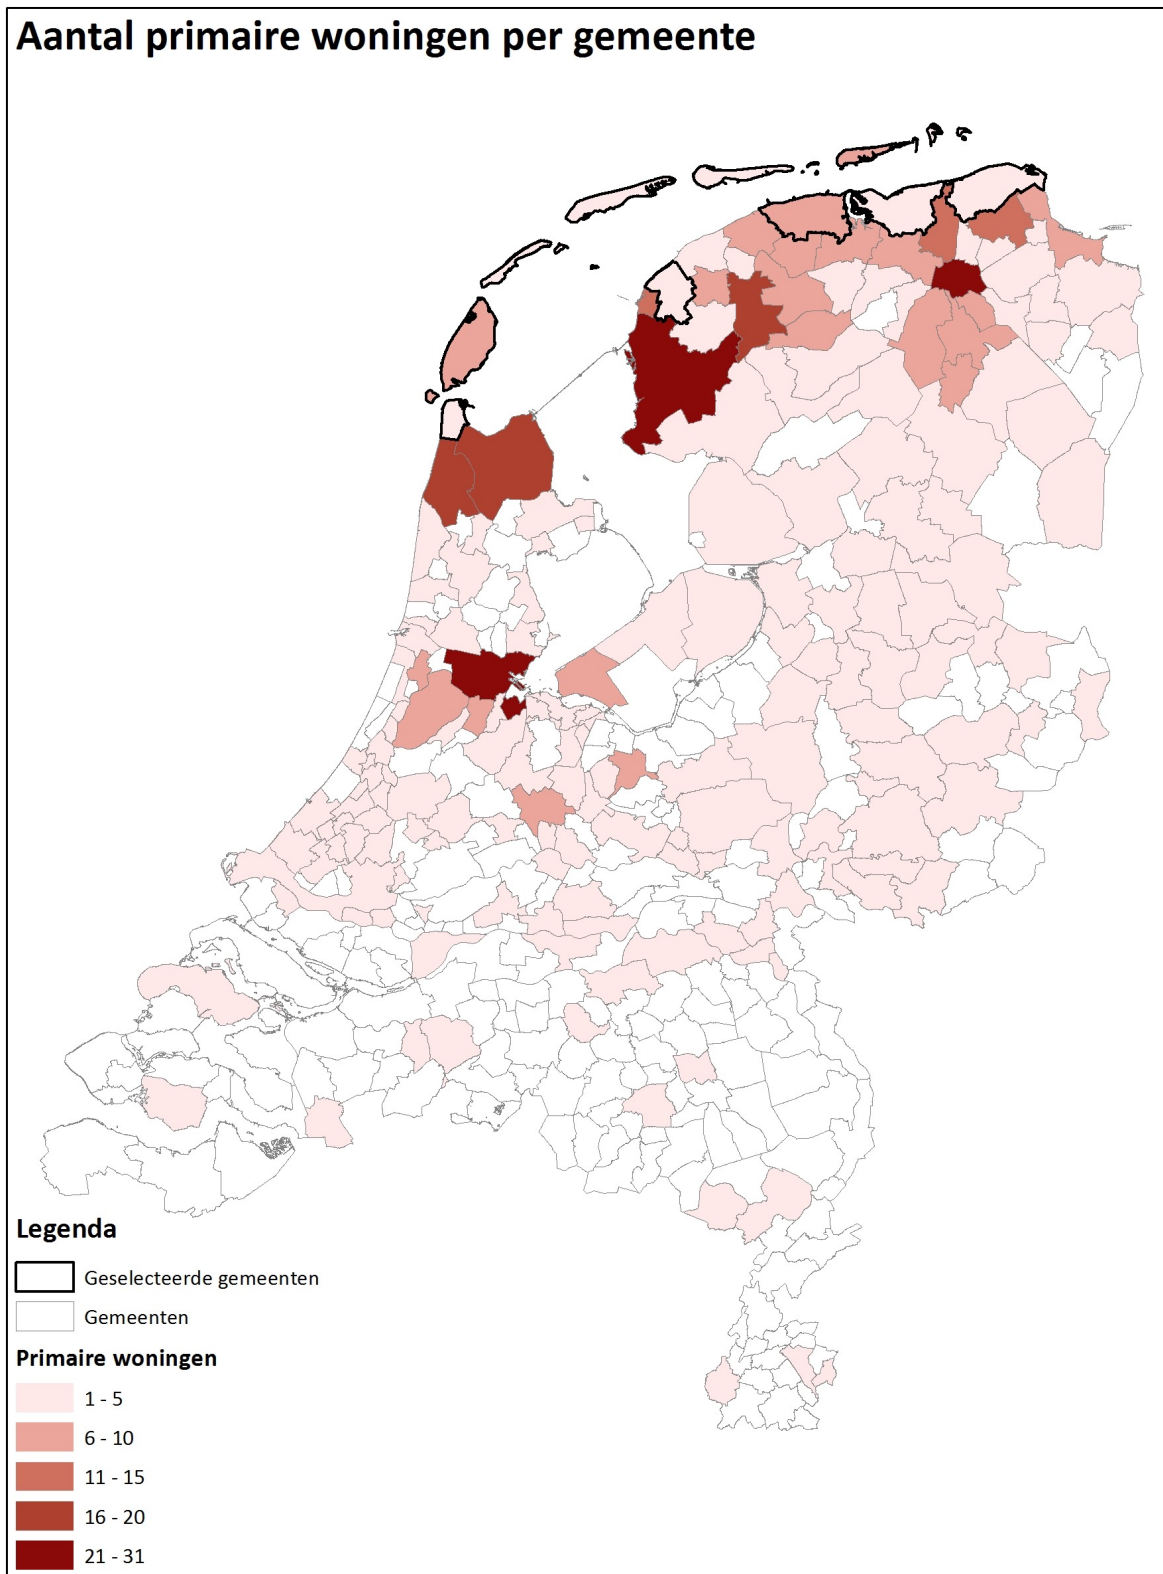 Aantal primaire woningen per gemeente
Legenda
Geselecteerde gemeenten
Gemeenten
Primaire woningen
1 - 5
6 - 10
11 - 15
16 - 20
21 - 31